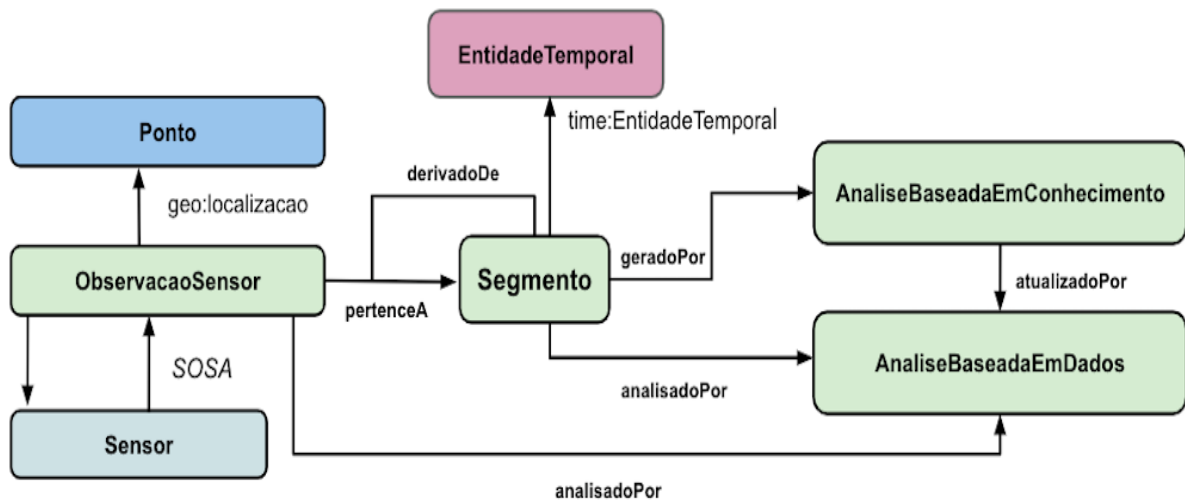 EntidadeTemporal
time:EntidadeTemporal
Ponto
geo:localizacao
derivadoDe
AnaliseBaseadaEmConhecimento
ObservacaoSensor
pertenceA
Segmento
geradoPor
atualizadoPor
SOSA
analisadoPor
AnaliseBaseadaEmDados
Sensor
analisadoPor